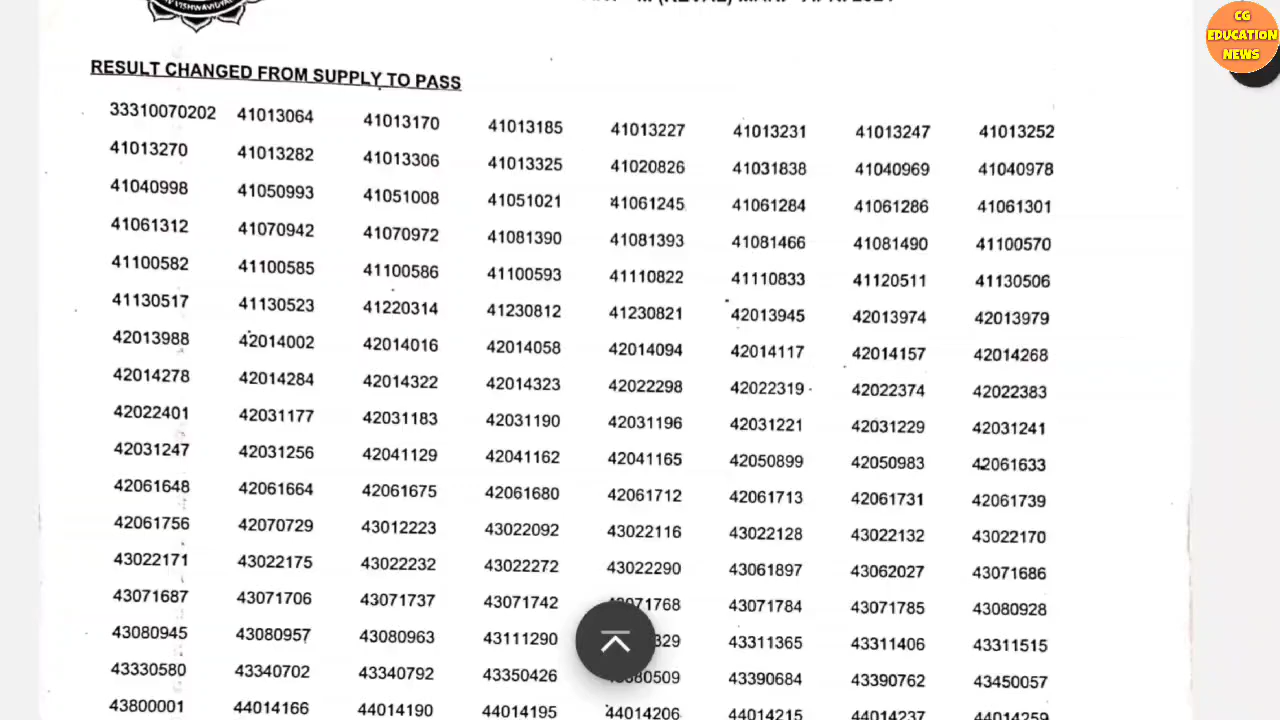 CG
EDUCATION
NEWS
RESULT CHANGED FROM SUPPLY TO PASS
33310070202 41013064 41013170 41013185 41013227 41013231 41013247 41013252
41013270 41013282 41013306 41013325 41020826 41031838 41040969 41040978
41040998 41050993 41051008 41051021 41061245 41061284 41061286 41061301
41061312 41070942 41070972 41081390 41081393 41081466 41081490 41100570
41100582 41100585 41100586 41100593 41110822 41110833 41120511 41130506
41130517 41130523 41220314 41230812 41230821 42013945 42013974 42013979
42013988 42014002 42014016 42014058 42014094 42014117 42014157 42014268
42014278 42014284 42014322 42014323 42022298 42022319 42022374 42022383
42022401 42031177 42031183 42031190 42031196 42031221 42031229 42031241
42031247 42031256 42041129 42041162 42041165 42050899 42050983 42061633
42061648 42061664 42061675 42061680 42061712 42061713 42061731 42061739
42061756 42070729 43012223 43022092 43022116 43022128 43022132 43022170
43022171 43022175 43022232 43022272 43022290 43061897 43062027 43071686
43071687 43071706 43071737 43071742 43071784 43071785 43080928
43080945 43080957 43080963 43111290 43311365 43311406 43311515
43330580 43340702 43340792 43350426 43390684 43390762 43450057
43800001 44014166 44014190 44014195 44014206 44014215 44014237 44014259